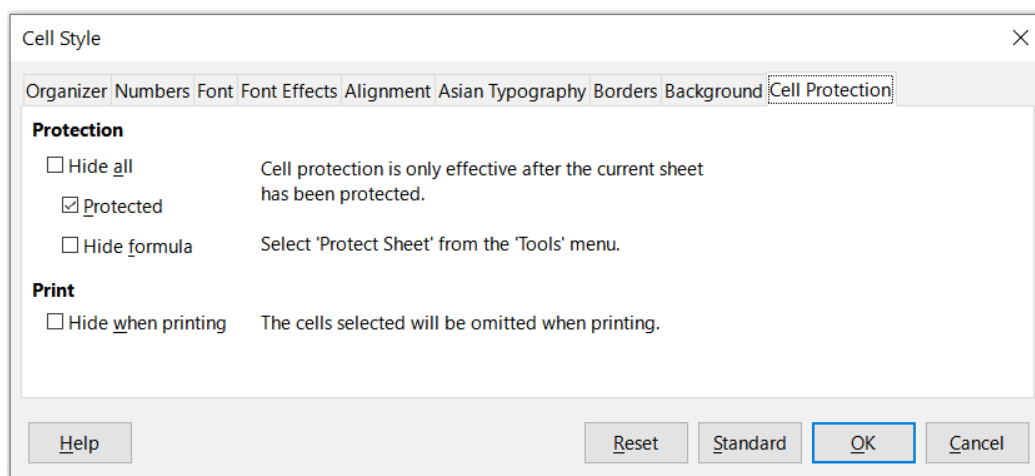 Cell Style
Organizer Numbers Font Font Effects Alignment Asian Typography Borders Background Cell Protection
Protection
Hide all
Cell protection is only effective after the current sheet
has been protected.
Protected
Hide formula
Select 'Protect Sheet' from the 'Tools' menu.
Print
Hide when printing
The cells selected will be omitted when printing.
Help Reset Standard OK Cancel